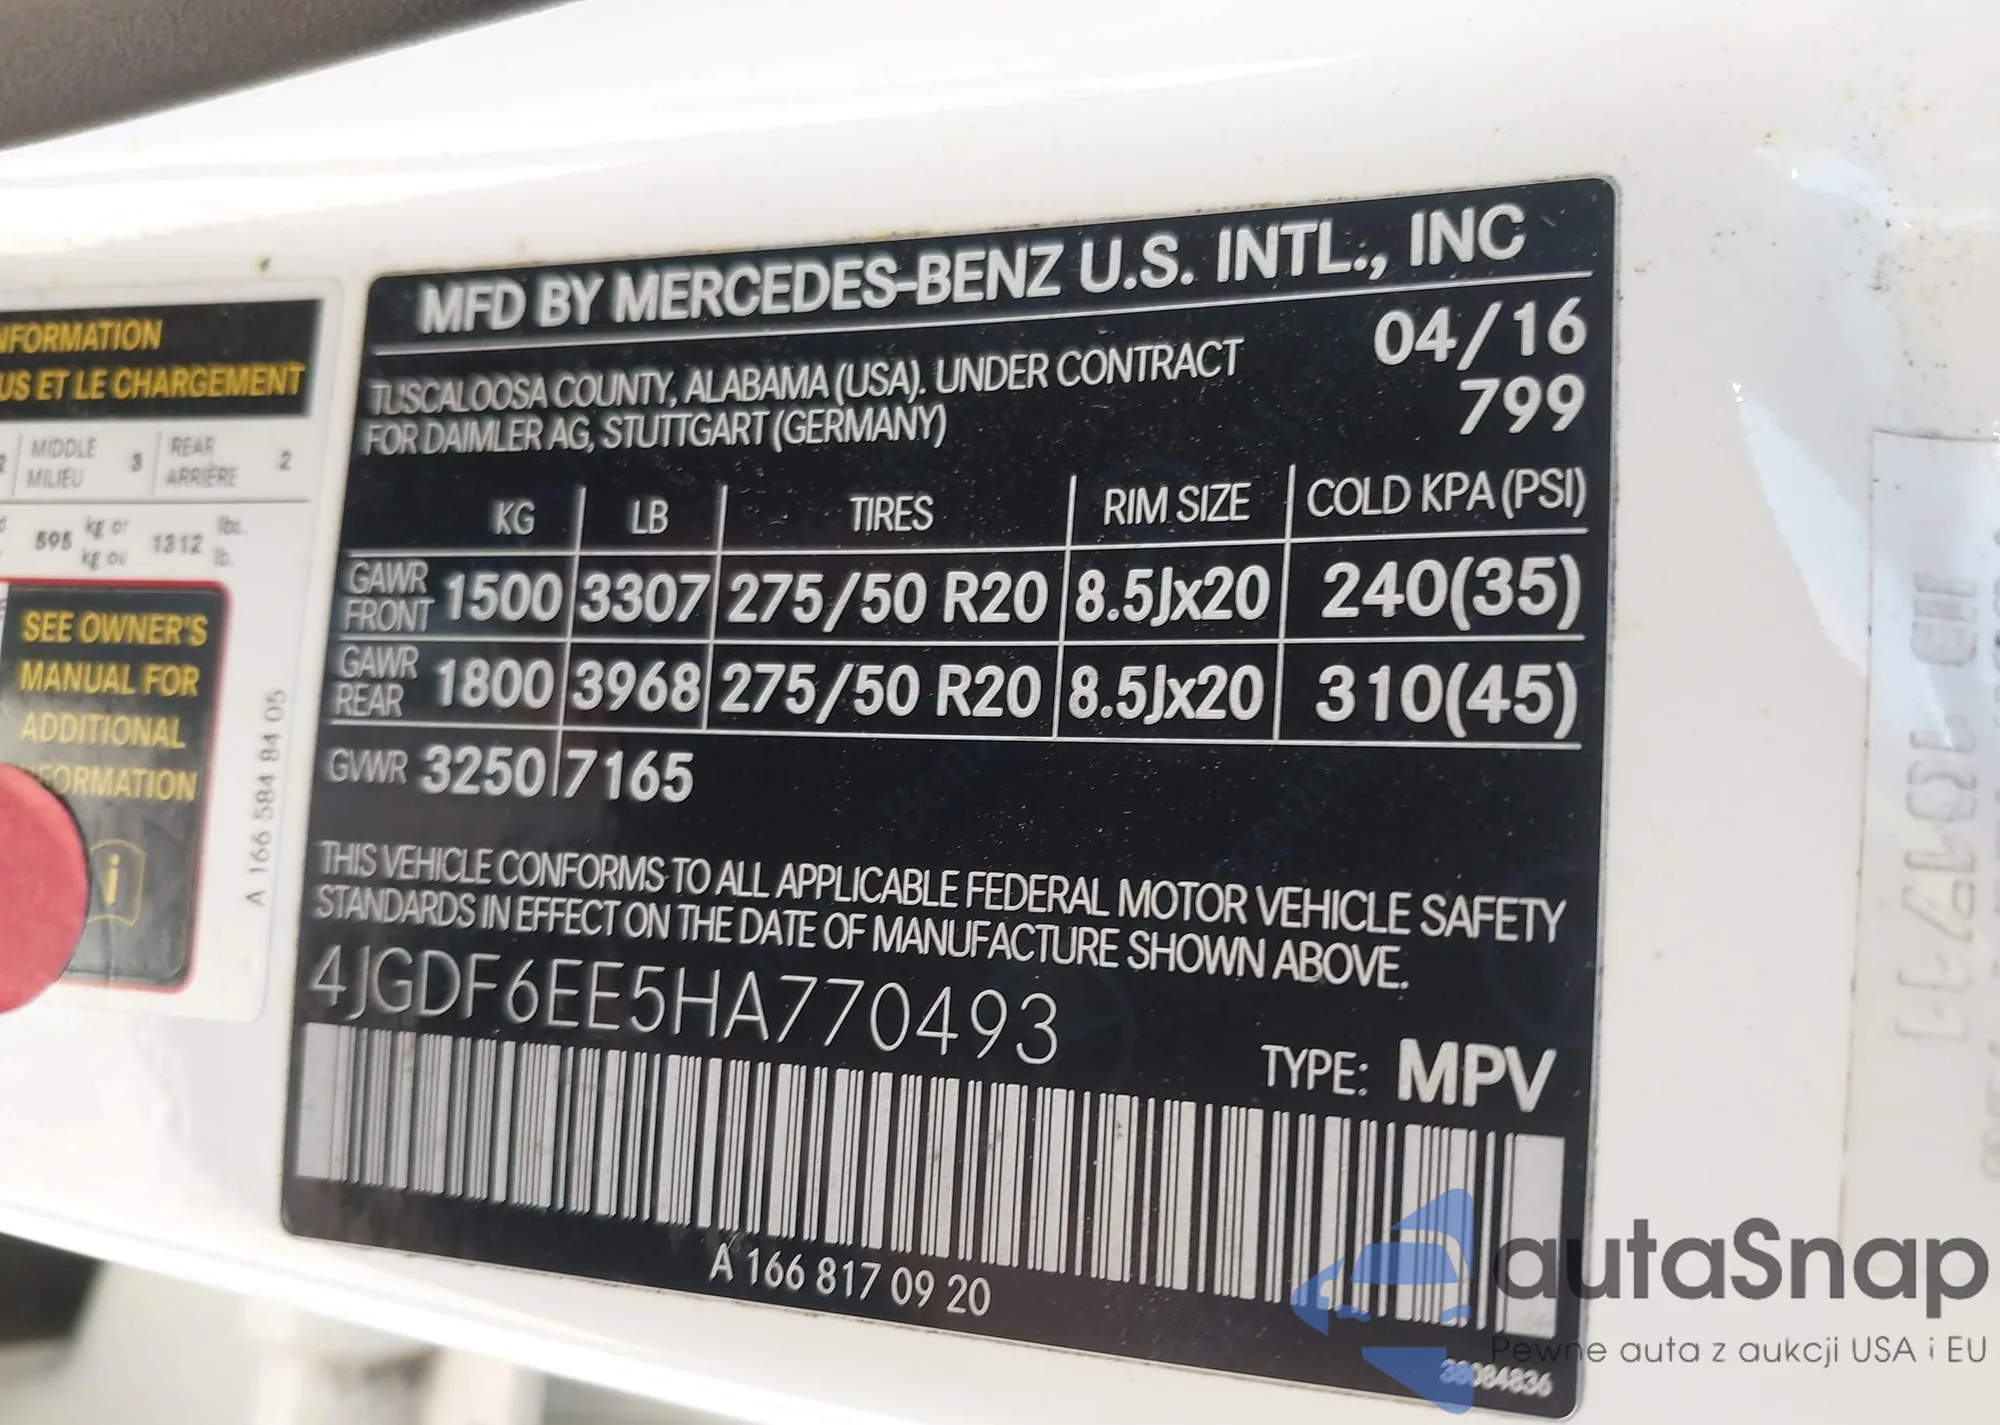 NFORMATION
US ET LE CHARGEMENT
MIDDLE
MILIEU
3
REAR
ARRIÈRE
2
595 kg or
kg ou
1312 lbs.
lb.
SEE OWNER'S
MANUAL FOR
ADDITIONAL
FORMATION
i
A 166 584 84 05
MFD BY MERCEDES-BENZ U.S. INTL., INC
TUSCALOOSA COUNTY, ALABAMA (USA). UNDER CONTRACT
FOR DAIMLER AG, STUTTGART (GERMANY)
04/16
799
KG LB TIRES RIM SIZE COLD KPA (PSI)
GAWR
FRONT 1500 3307 275/50 R20 8.5Jx20 240(35)
GAWR
REAR 1800 3968 275/50 R20 8.5Jx20 310(45)
GVWR 3250 7165
THIS VEHICLE CONFORMS TO ALL APPLICABLE FEDERAL MOTOR VEHICLE SAFETY
STANDARDS IN EFFECT ON THE DATE OF MANUFACTURE SHOWN ABOVE.
4JGDF6EE5HA770493
TYPE: MPV
A 166 817 09 20
38084836
autaSnap
Pewne auta z aukcji USA i EU